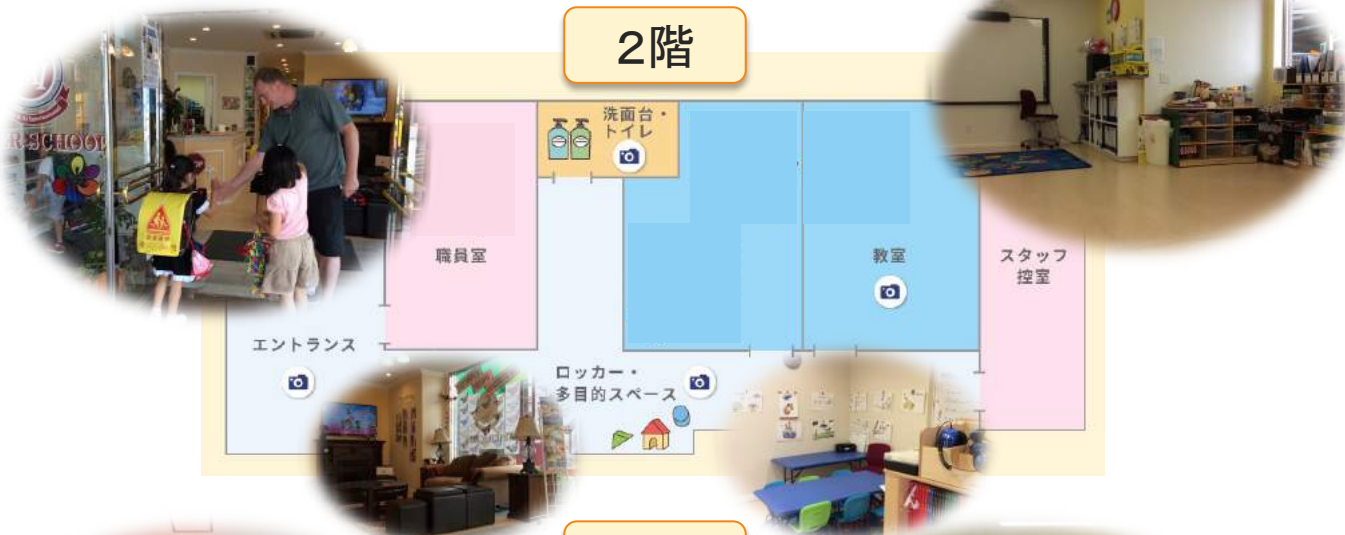 2階
R SCHOOL
洗面台・
トイレ
職員室
教室
スタッフ
控室
エントランス
ロッカー・
多目的スペース